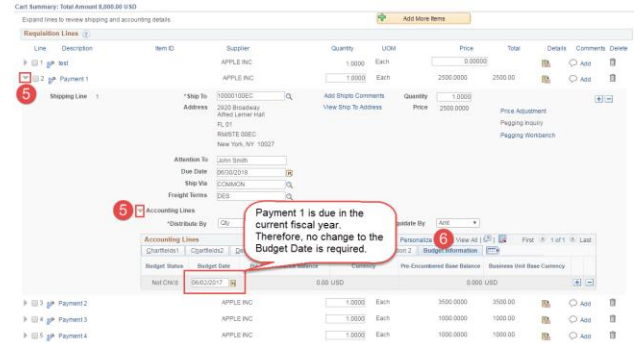 Cart Summary: Total Amount 8,000.00 USD
Expand lines to review shipping and accounting details
Add More Items
Requisition Lines
Line Description Item ID Supplier Quantity UOM Price Total Details Comments Delete
1 test APPLE INC 1.0000 Each 0.00000 Add
2 Payment 1 APPLE INC 1.0000 Each 2500.0000 2500.00 Add
5
Shipping Line 1 *Ship To 10000100EC Add Shipto Comments Quantity 1.0000
Address 2920 Broadway View Ship To Address Price 2500.0000 Price Adjustment
Alfred Lerner Hall
FL 01 Pegging Inquiry
RM/STE 00EC Pegging Workbench
New York, NY 10027
Attention To John Smith
Due Date 06/30/2018
Ship Via COMMON
Freight Terms DES
5 Accounting Lines
*Distribute By Qty Amt
Payment 1 is due in the
current fiscal year.
Therefore, no change to the
Budget Date is required.
6
Accounting Lines Personalize View All First 1 of 1 Last
Chartfields1 Chartfields2 Budget Information
Budget Status Budget Date Balance Currency Pre-Encumbered Base Balance Business Unit Base Currency
Not Chk'd 06/02/2017 0.00 USD 0.000 USD
3 Payment 2 APPLE INC 1.0000 Each 3500.0000 3500.00 Add
4 Payment 3 APPLE INC 1.0000 Each 1000.0000 1000.00 Add
5 Payment 4 APPLE INC 1.0000 Each 1000.0000 1000.00 Add